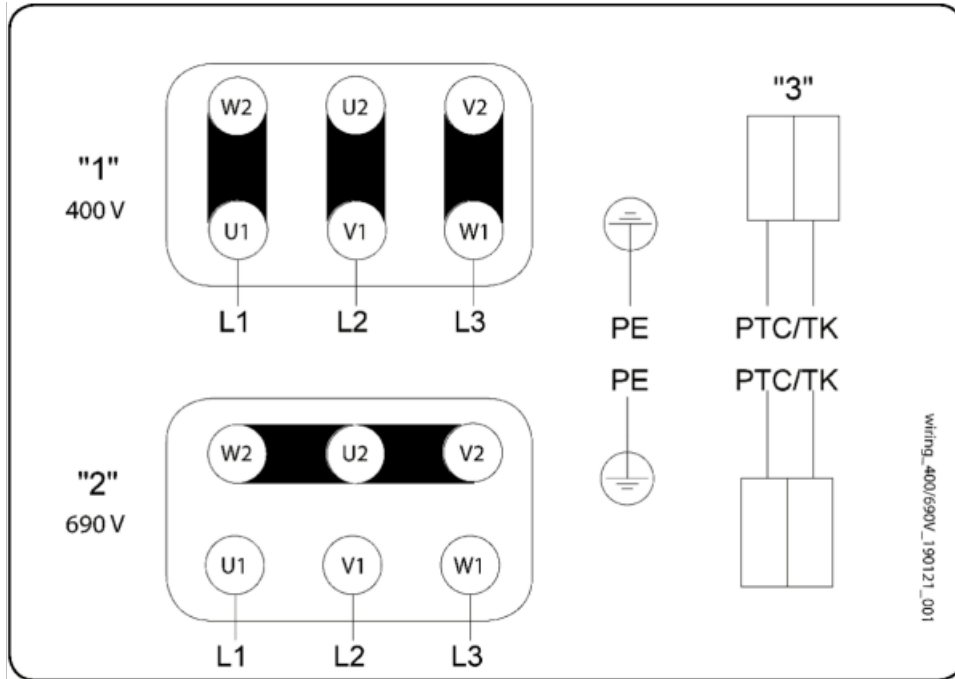 "1"
400 V
W2 U2 V2
U1 V1 W1
L1 L2 L3
PE
"3"
PTC/TK
"2"
690 V
W2 U2 V2
U1 V1 W1
L1 L2 L3
PE
PTC/TK
wiring_400/690V_190121_001